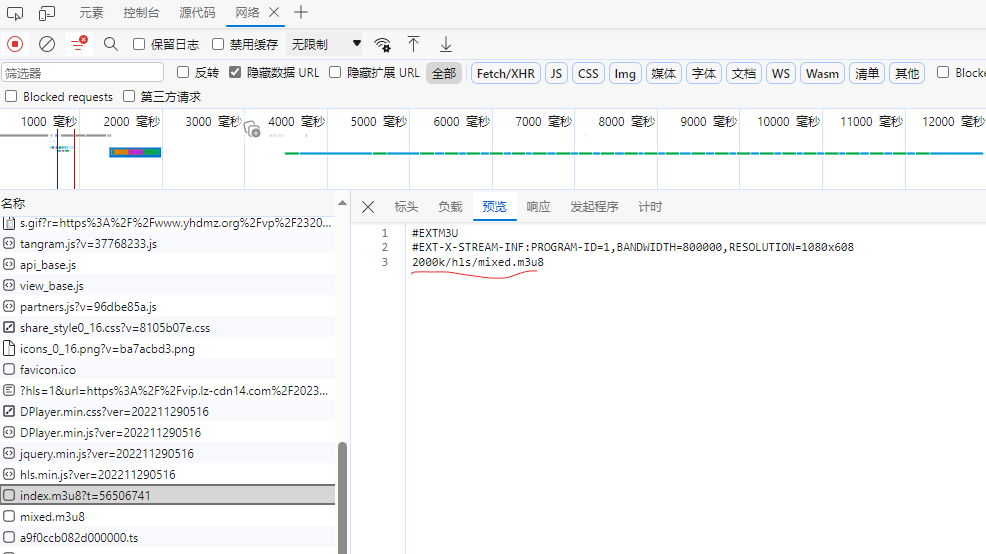 元素 控制台 源代码 网络
保留日志 禁用缓存 无限制
筛选器 反转 隐藏数据 URL 隐藏扩展 URL 全部 Fetch/XHR JS CSS Img 媒体 字体 文档 WS Wasm 清单 其他 Blocke
Blocked requests 第三方请求
1000 毫秒 2000 毫秒 3000 毫秒 4000 毫秒 5000 毫秒 6000 毫秒 7000 毫秒 8000 毫秒 9000 毫秒 10000 毫秒 11000 毫秒 12000 毫秒
名称
s.gif?r=https%3A%2F%2Fwww.yhdmz.org%2Fvp%2F2320...
tangram.js?v=37768233.js
api_base.js
view_base.js
partners.js?v=96dbe85a.js
share_style0_16.css?v=8105b07e.css
icons_0_16.png?v=ba7acbd3.png
favicon.ico
?hls=1&url=https%3A%2F%2Fvip.lz-cdn14.com%2F2023...
DPlayer.min.css?ver=202211290516
DPlayer.min.js?ver=202211290516
jquery.min.js?ver=202211290516
hls.min.js?ver=202211290516
index.m3u8?t=56506741
mixed.m3u8
a9f0ccb082d000000.ts
标头 负载 预览 响应 发起程序 计时
1 #EXTM3U
2 #EXT-X-STREAM-INF:PROGRAM-ID=1,BANDWIDTH=800000,RESOLUTION=1080x608
3 2000k/hls/mixed.m3u8